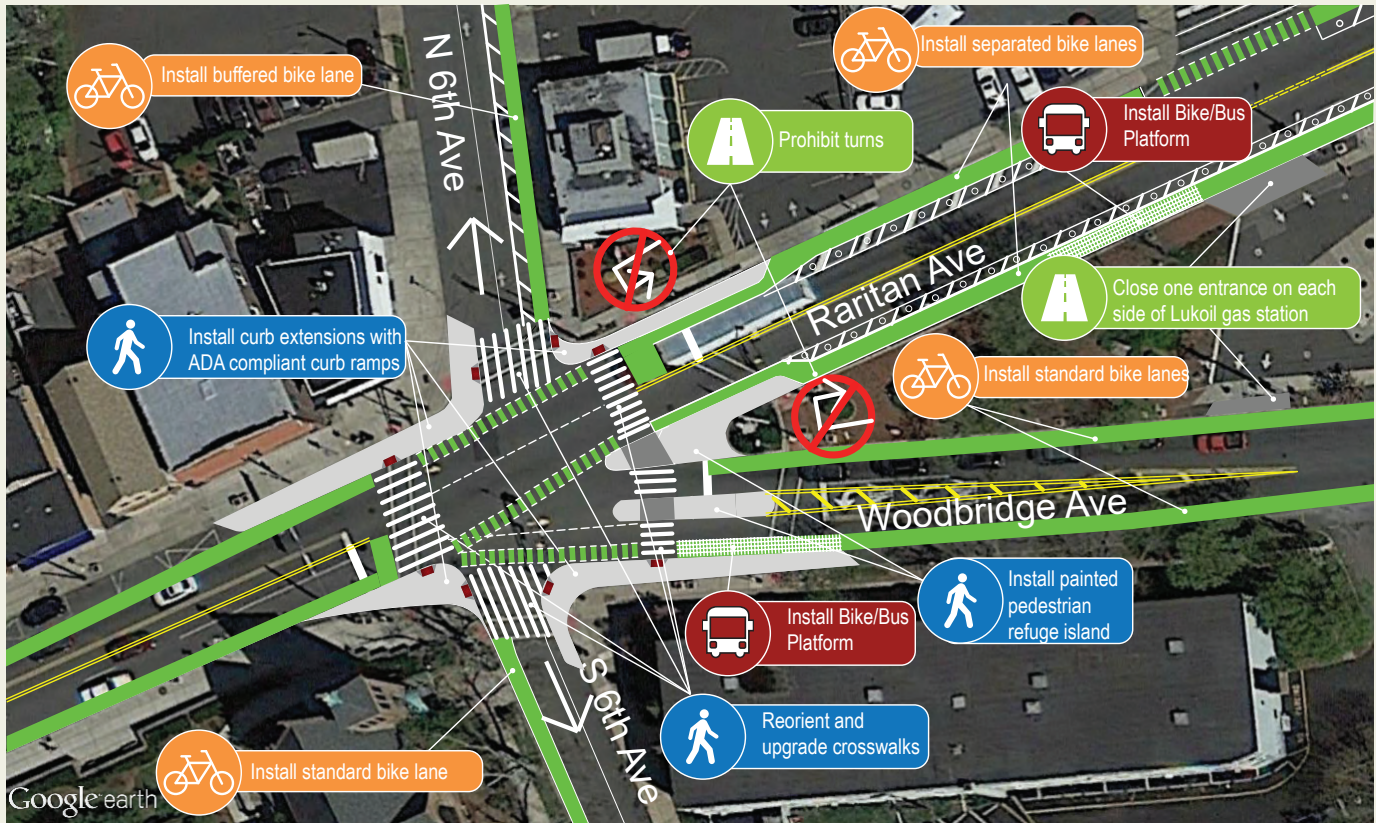 N 6th Ave
Install buffered bike lane
Install separated bike lanes
Install Bike/Bus
Platform
Prohibit turns
Raritan Ave
Close one entrance on each
side of Lukoil gas station
Install curb extensions with
ADA compliant curb ramps
Install standard bike lanes
Woodbridge Ave
Install painted
pedestrian
refuge island
Install Bike/Bus
Platform
S 6th Ave
Reorient and
upgrade crosswalks
Install standard bike lane
Google earth